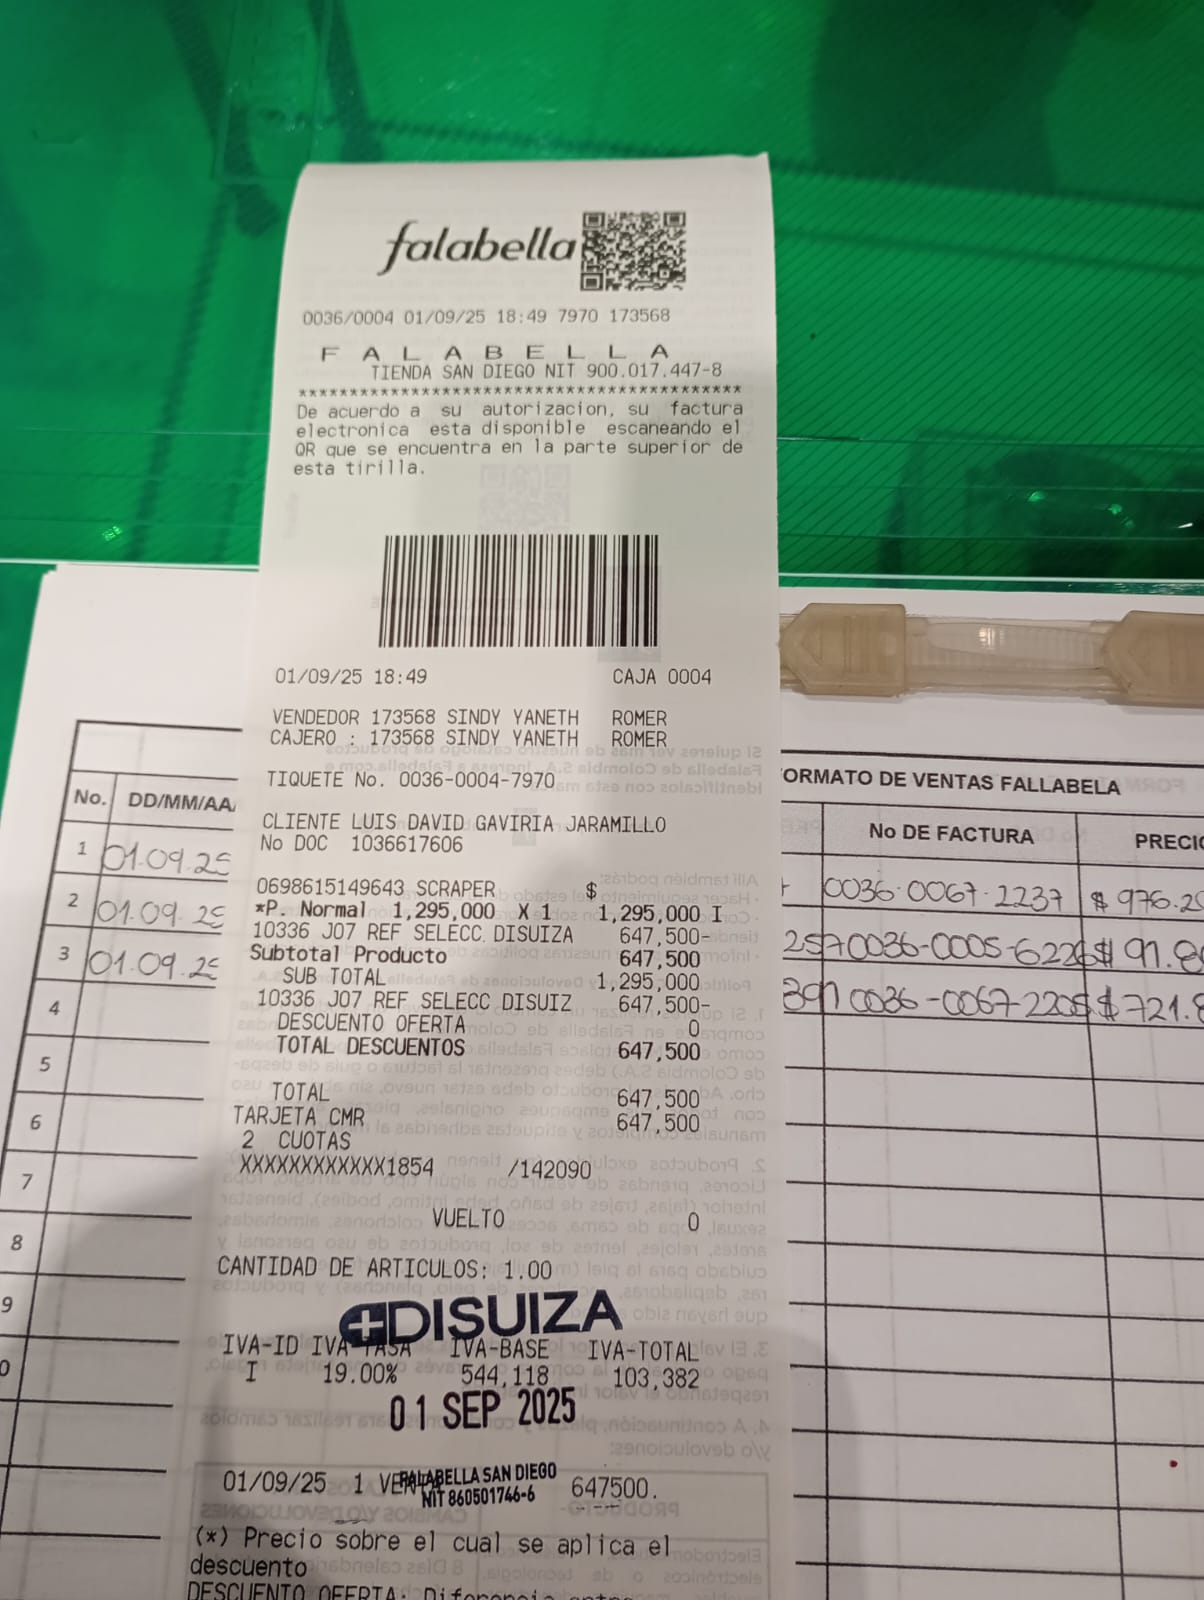 falabella
0036/0004 01/09/25 18:49 7970 173568
F A L A B E L L A
TIENDA SAN DIEGO NIT 900.017.447-8
******************************************
De acuerdo a su autorizacion, su factura
electronica esta disponible escaneando el
QR que se encuentra en la parte superior de
esta tirilla.
01/09/25 18:49 CAJA 0004
VENDEDOR 173568 SINDY YANETH ROMER
CAJERO : 173568 SINDY YANETH ROMER
TIQUETE No. 0036-0004-7970
CLIENTE LUIS DAVID GAVIRIA JARAMILLO
No DOC 1036617606
0698615149643 SCRAPER $
*P. Normal 1,295,000 X 1 1,295,000 I
10336 J07 REF SELECC DISUIZA 647,500-
Subtotal Producto 647,500
SUB TOTAL 1,295,000
10336 J07 REF SELECC DISUIZ 647,500-
DESCUENTO OFERTA 0
TOTAL DESCUENTOS 647,500
TOTAL 647,500
TARJETA CMR 647,500
2 CUOTAS
XXXXXXXXXXXX1854 /142090
VUELTO 0
CANTIDAD DE ARTICULOS: 1.00
DISUIZA
IVA-ID IVA TASA IVA-BASE IVA-TOTAL
I 19.00% 544,118 103,382
01 SEP 2025
FALABELLA SAN DIEGO
NIT 860501746-6
01/09/25 1 647500.
(*) Precio sobre el cual se aplica el
descuento
DESCUENTO OFERTA: Diferencia entre
ORMATO DE VENTAS FALLABELA
No. DD/MM/AA No DE FACTURA PRECIO
1 01.09.25 0036.0067.2237 $ 976.2
2 01.09.25 0036-0005-6226 $ 91.8
3 01.09.25 0036-0067-2205 $ 721.8
4
5
6
7
8
9
0